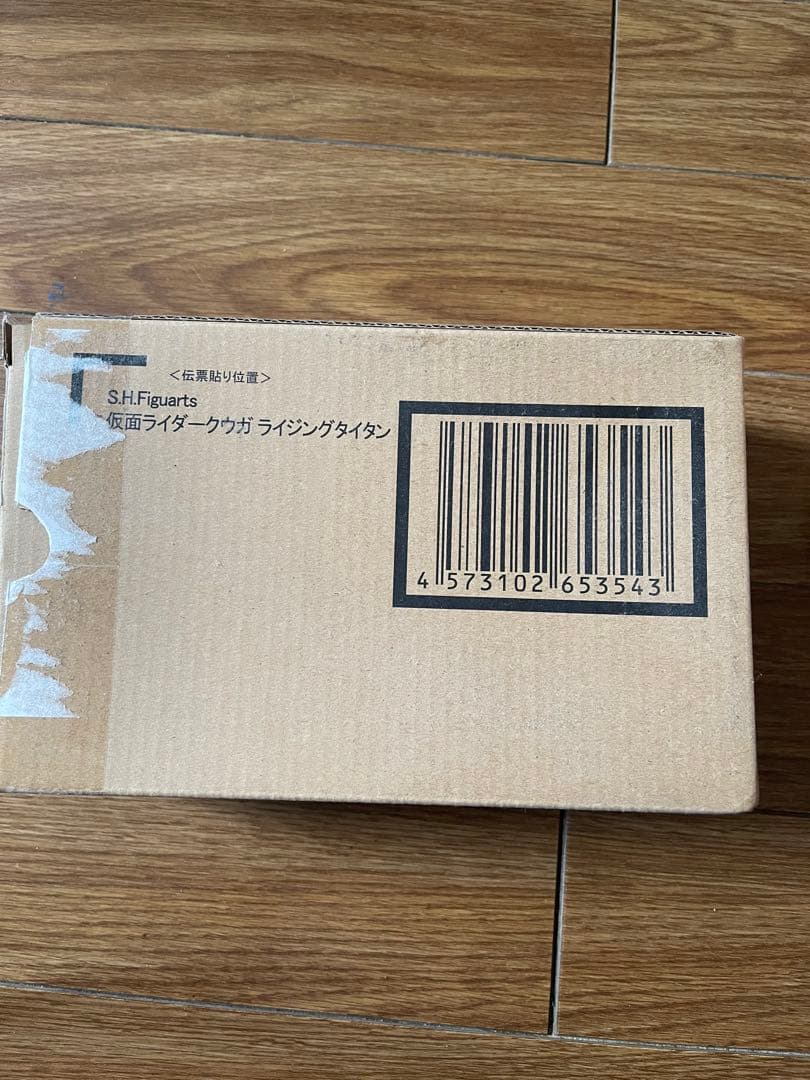 ＜伝票貼り位置＞
S.H.Figuarts
仮面ライダークウガ ライジングタイタン
4 573102 653543